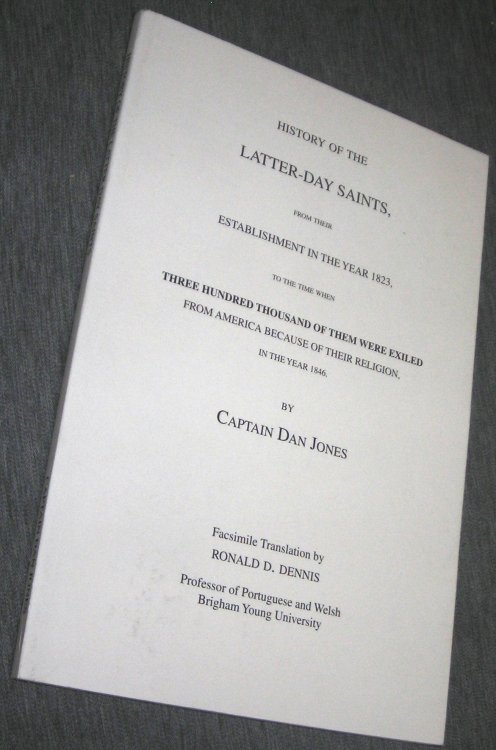 HISTORY OF THE
LATTER-DAY SAINTS,
FROM THEIR
ESTABLISHMENT IN THE YEAR 1823,
TO THE TIME WHEN
THREE HUNDRED THOUSAND OF THEM WERE EXILED
FROM AMERICA BECAUSE OF THEIR RELIGION,
IN THE YEAR 1846.
BY
CAPTAIN DAN JONES
Facsimile Translation by
RONALD D. DENNIS
Professor of Portuguese and Welsh
Brigham Young University